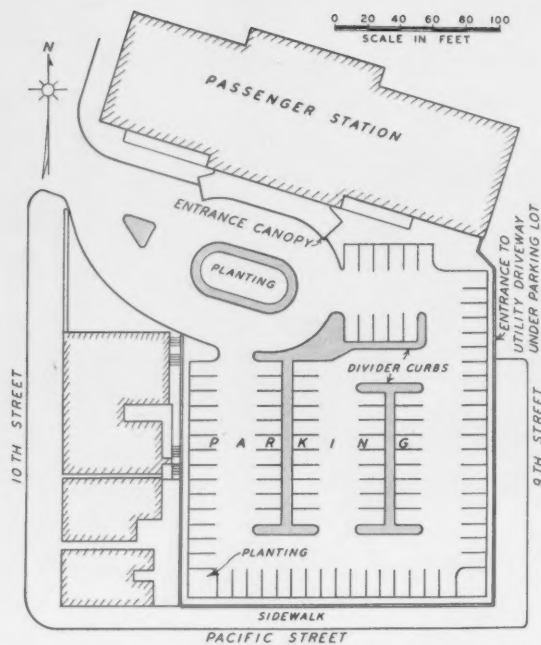 0 20 40 60 80 100
SCALE IN FEET
N
PASSENGER STATION
ENTRANCE CANOPY
PLANTING
ENTRANCE TO
UTILITY DRIVEWAY
UNDER PARKING LOT
DIVIDER CURBS
10TH STREET
9TH STREET
PARKING
PLANTING
SIDEWALK
PACIFIC STREET